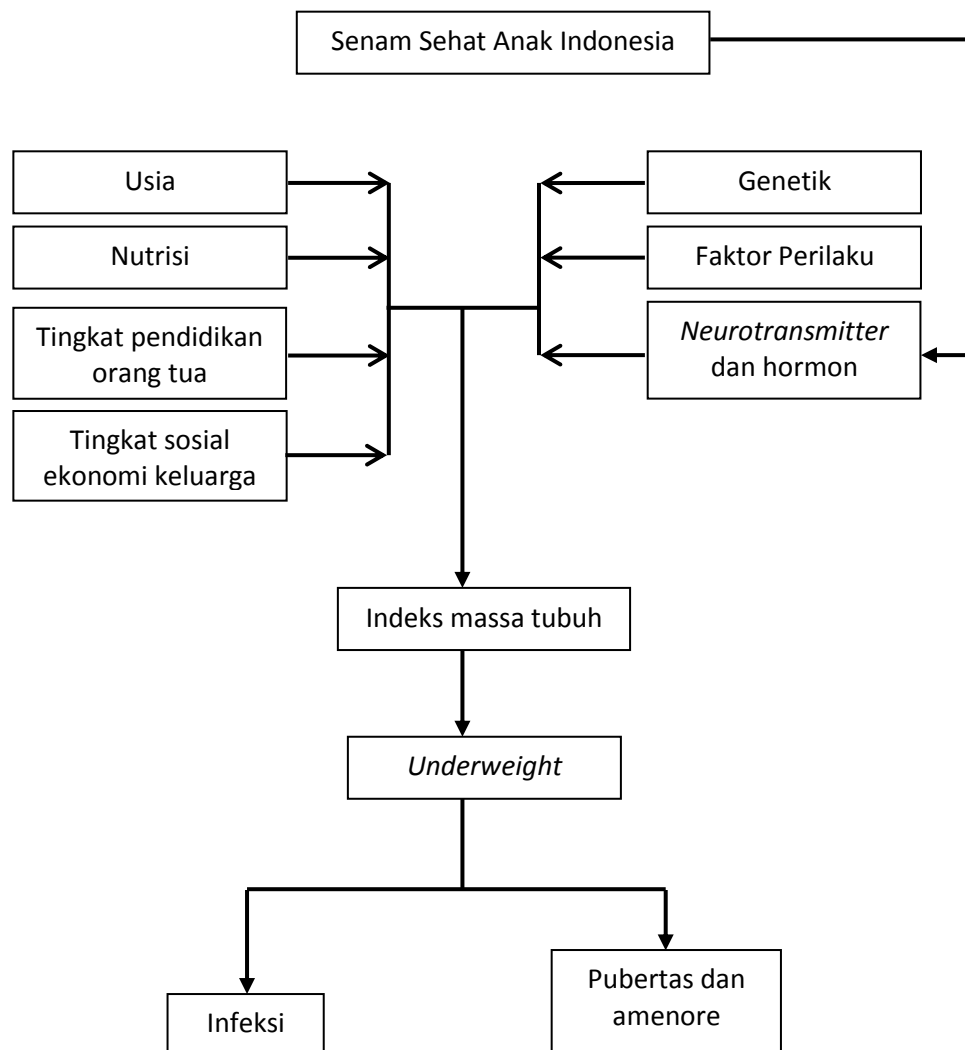 Senam Sehat Anak Indonesia
Usia
Nutrisi
Tingkat pendidikan
orang tua
Tingkat sosial
ekonomi keluarga
Genetik
Faktor Perilaku
Neurotransmitter
dan hormon
Indeks massa tubuh
Underweight
Infeksi
Pubertas dan
amenore